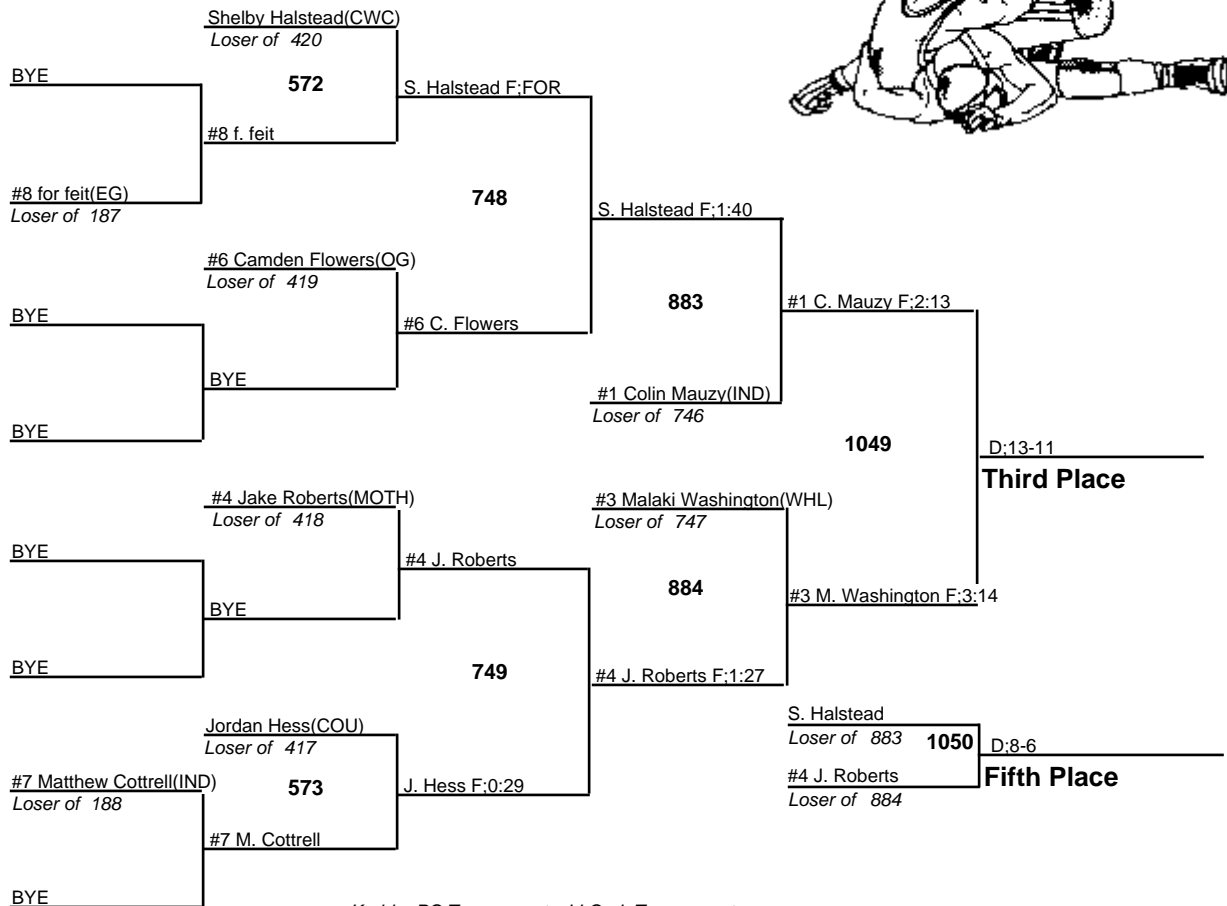 Shelby Halstead(CWC)
Loser of 420
BYE
572
S. Halstead F;FOR
#8 f. feit
#8 for feit(EG)
Loser of 187
748
S. Halstead F;1:40
#6 Camden Flowers(OG)
Loser of 419
BYE
883
#1 C. Mauzy F;2:13
#6 C. Flowers
BYE
#1 Colin Mauzy(IND)
Loser of 746
BYE
1049
D;13-11
Third Place
#4 Jake Roberts(MOTH)
Loser of 418
#3 Malaki Washington(WHL)
Loser of 747
BYE
#4 J. Roberts
884
#3 M. Washington F;3:14
BYE
BYE
749
#4 J. Roberts F;1:27
Jordan Hess(COU)
Loser of 417
S. Halstead
Loser of 883
1050
D;8-6
Fifth Place
#7 Matthew Cottrell(IND)
Loser of 188
573
J. Hess F;0:29
#4 J. Roberts
Loser of 884
#7 M. Cottrell
BYE